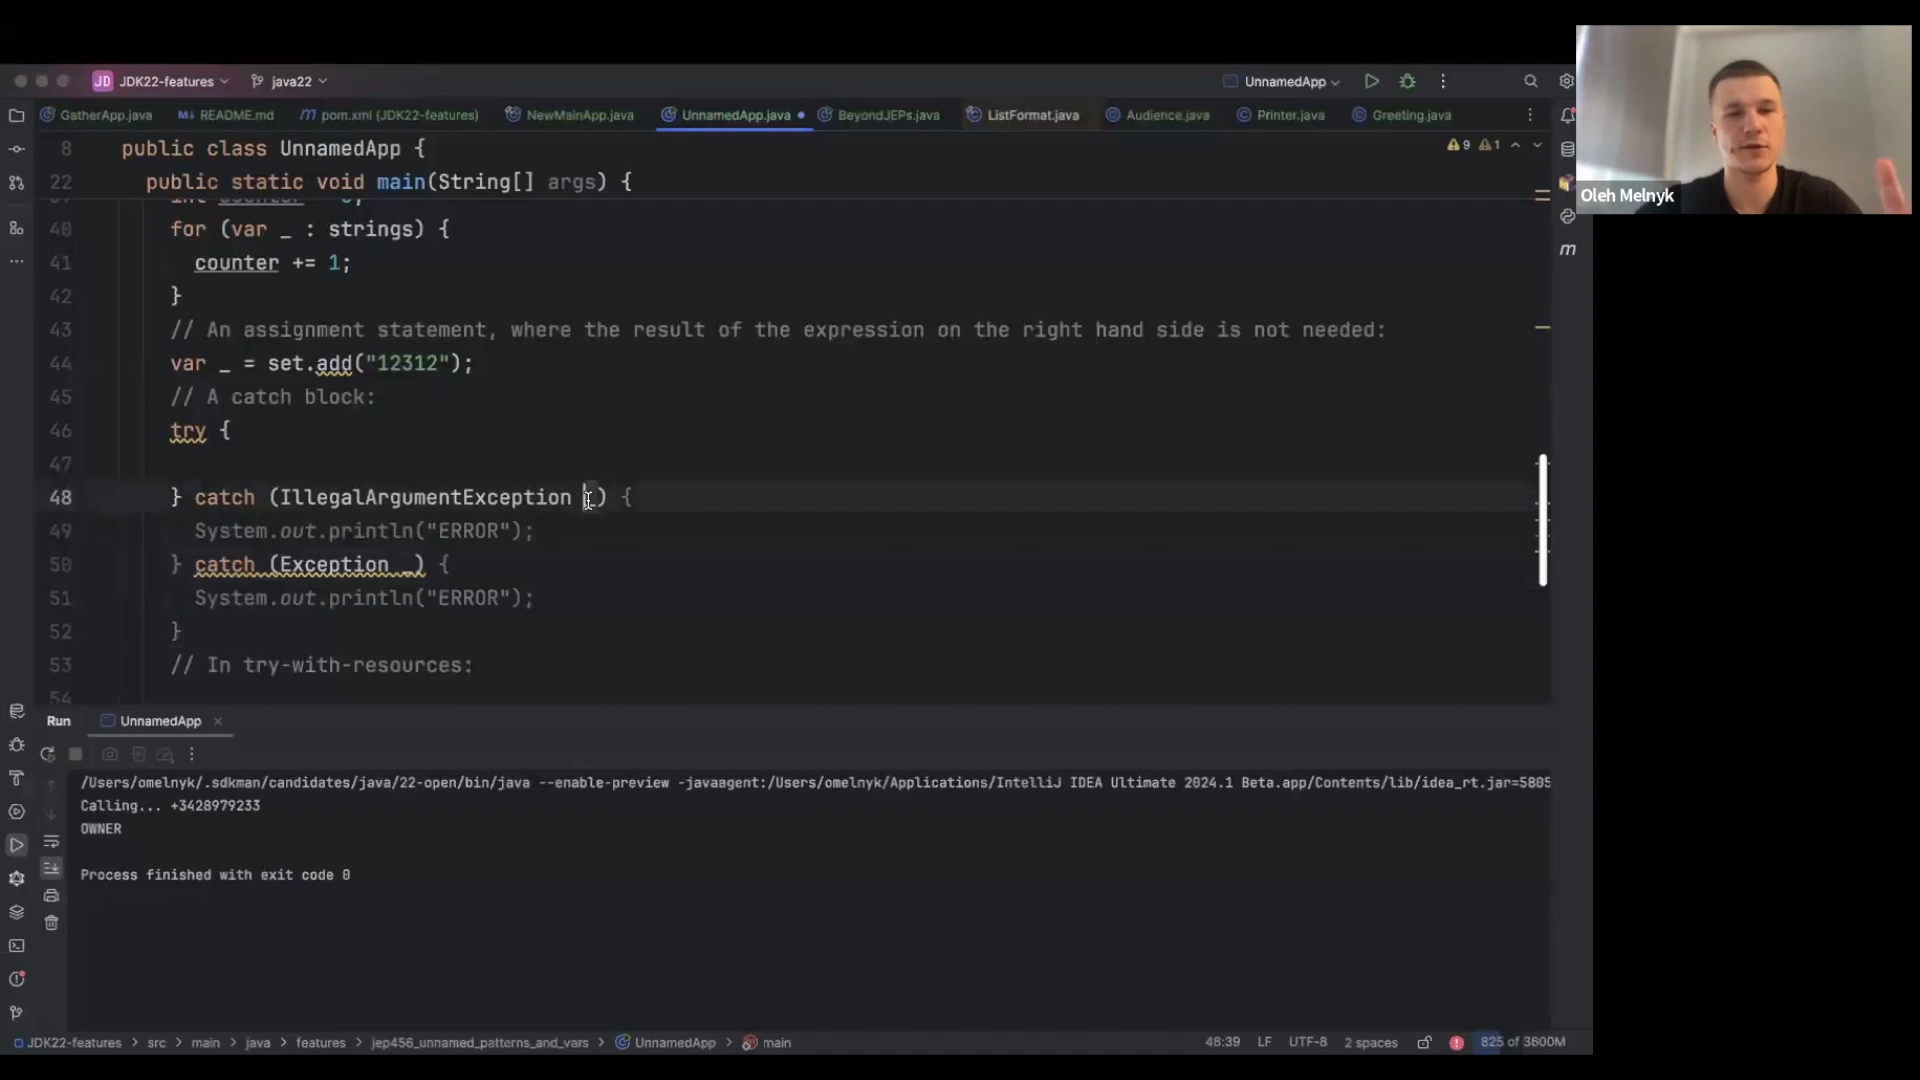 JD JDK22-features java22 UnnamedApp
GatherApp.java README.md pom.xml (JDK22-features) NewMainApp.java UnnamedApp.java BeyondJEPs.java ListFormat.java Audience.java Printer.java Greeting.java
8 public class UnnamedApp { 9 1
22 public static void main(String[] args) {
40 for (var _ : strings) {
41 counter += 1;
42 }
43 // An assignment statement, where the result of the expression on the right hand side is not needed:
44 var _ = set.add("12312");
45 // A catch block:
46 try {
47
48 } catch (IllegalArgumentException _) {
49 System.out.println("ERROR");
50 } catch (Exception _) {
51 System.out.println("ERROR");
52 }
53 // In try-with-resources:
54
Oleh Melnyk
m
Run UnnamedApp
/Users/omelnyk/.sdkman/candidates/java/22-open/bin/java --enable-preview -javaagent:/Users/omelnyk/Applications/IntelliJ IDEA Ultimate 2024.1 Beta.app/Contents/lib/idea_rt.jar=5805
Calling... +3428979233
OWNER
Process finished with exit code 0
JDK22-features > src > main > java > features > jep456_unnamed_patterns_and_vars > UnnamedApp > main 48:39 LF UTF-8 2 spaces 825 of 3600M